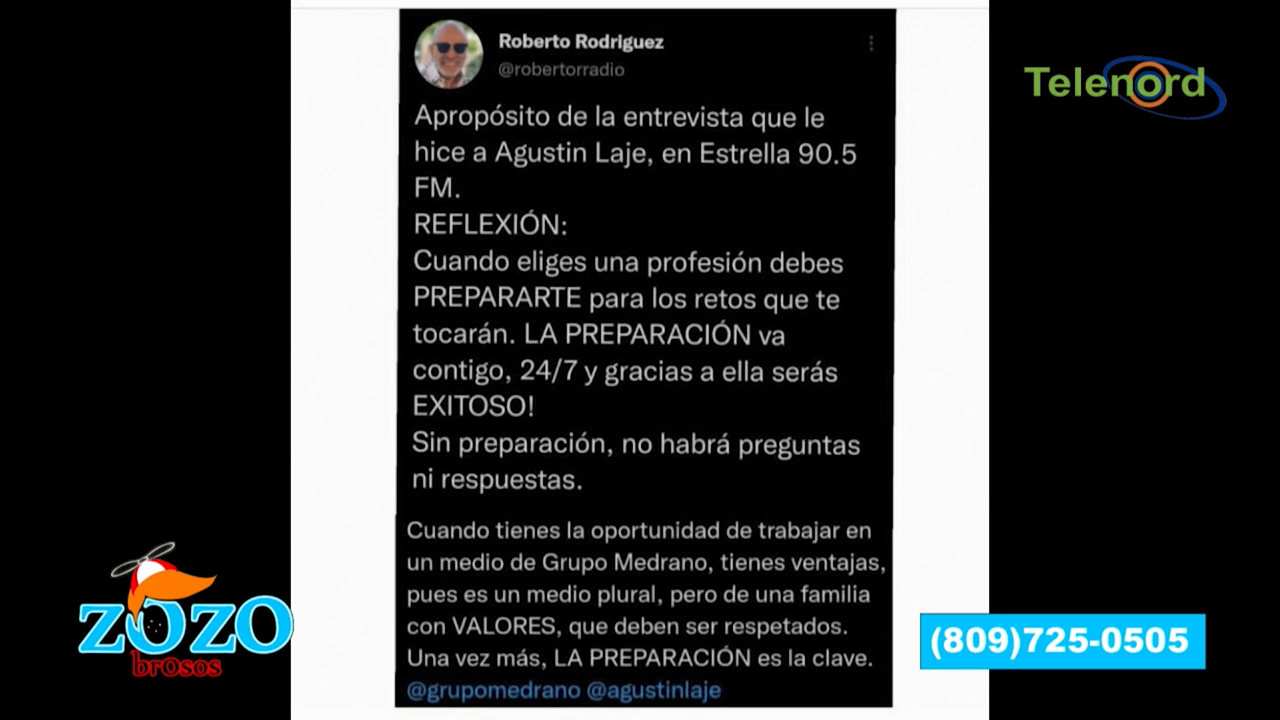 Roberto Rodriguez
@robertorradio
Telenord
Apropósito de la entrevista que le
hice a Agustin Laje, en Estrella 90.5
FM.
REFLEXIÓN:
Cuando eliges una profesión debes
PREPARARTE para los retos que te
tocarán. LA PREPARACIÓN va
contigo, 24/7 y gracias a ella serás
EXITOSO!
Sin preparación, no habrá preguntas
ni respuestas.
Cuando tienes la oportunidad de trabajar en
un medio de Grupo Medrano, tienes ventajas,
pues es un medio plural, pero de una familia
con VALORES, que deben ser respetados.
Una vez más, LA PREPARACIÓN es la clave.
@grupomedrano @agustinlaje
zOzO
brOsos
(809)725-0505